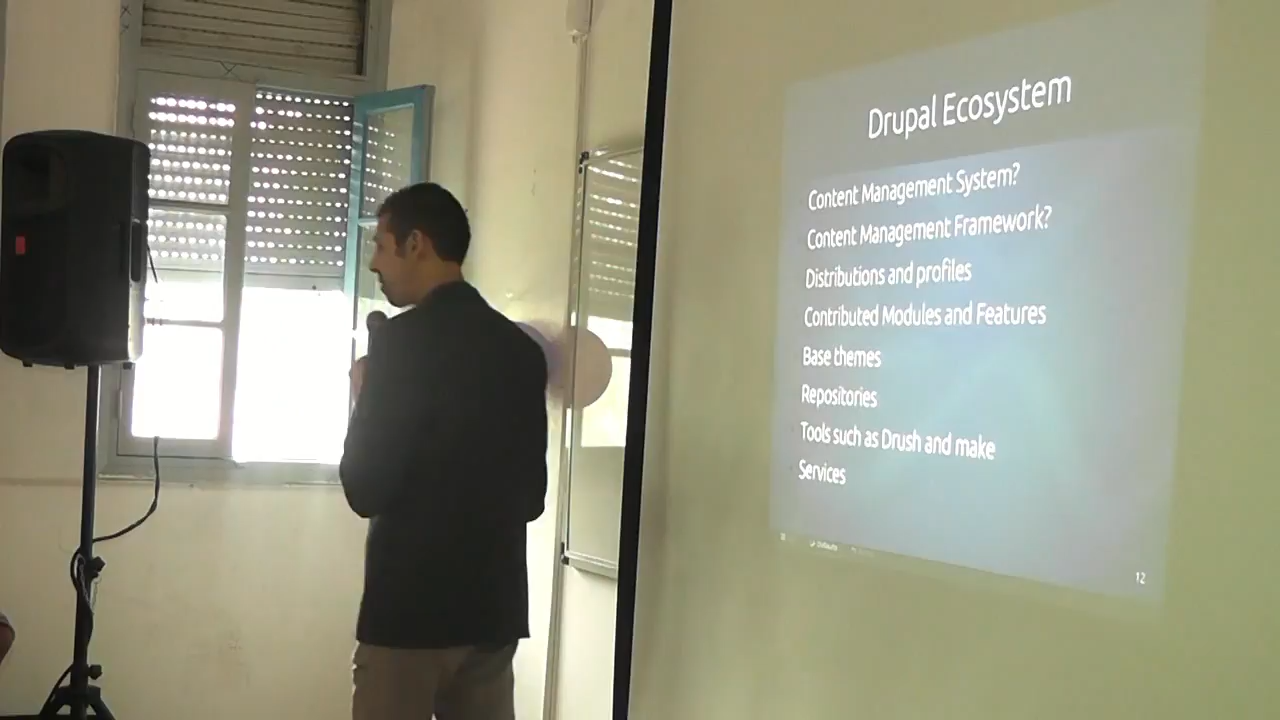 Drupal Ecosystem
Content Management System?
Content Management Framework?
Distributions and profiles
Contributed Modules and Features
Base themes
Repositories
Tools such as Drush and make
Services
12